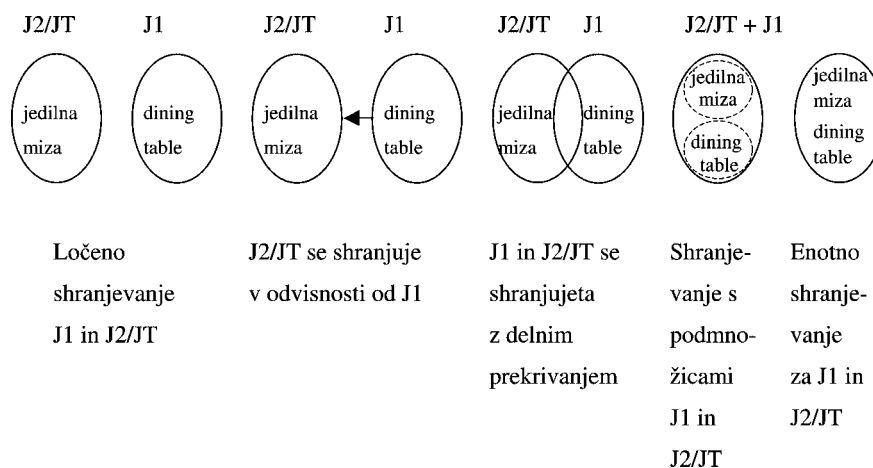 J2/JT J1 J2/JT J1 J2/JT J1 J2/JT + J1
jedilna
miza
dining
table
jedilna
miza
dining
table
jedilna
miza
dining
table
jedilna
miza
dining
table
jedilna
miza
dining
table
Ločeno
shranjevanje
J1 in J2/JT
J2/JT se shranjuje
v odvisnosti od J1
J1 in J2/JT se
shranjujeta
z delnim
prekrivanjem
Shranje-
vanje s
podmno-
žicami
J1 in
J2/JT
Enotno
shranje-
vanje
za J1 in
J2/JT